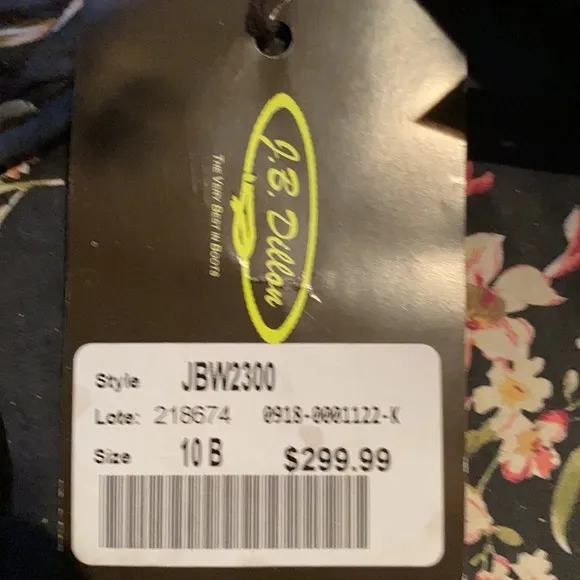 J.B. Dillon
THE VERY BEST IN BOOTS
Style JBW2300
Lote: 218674 0918-0001122-K
Size 10 B $299.99